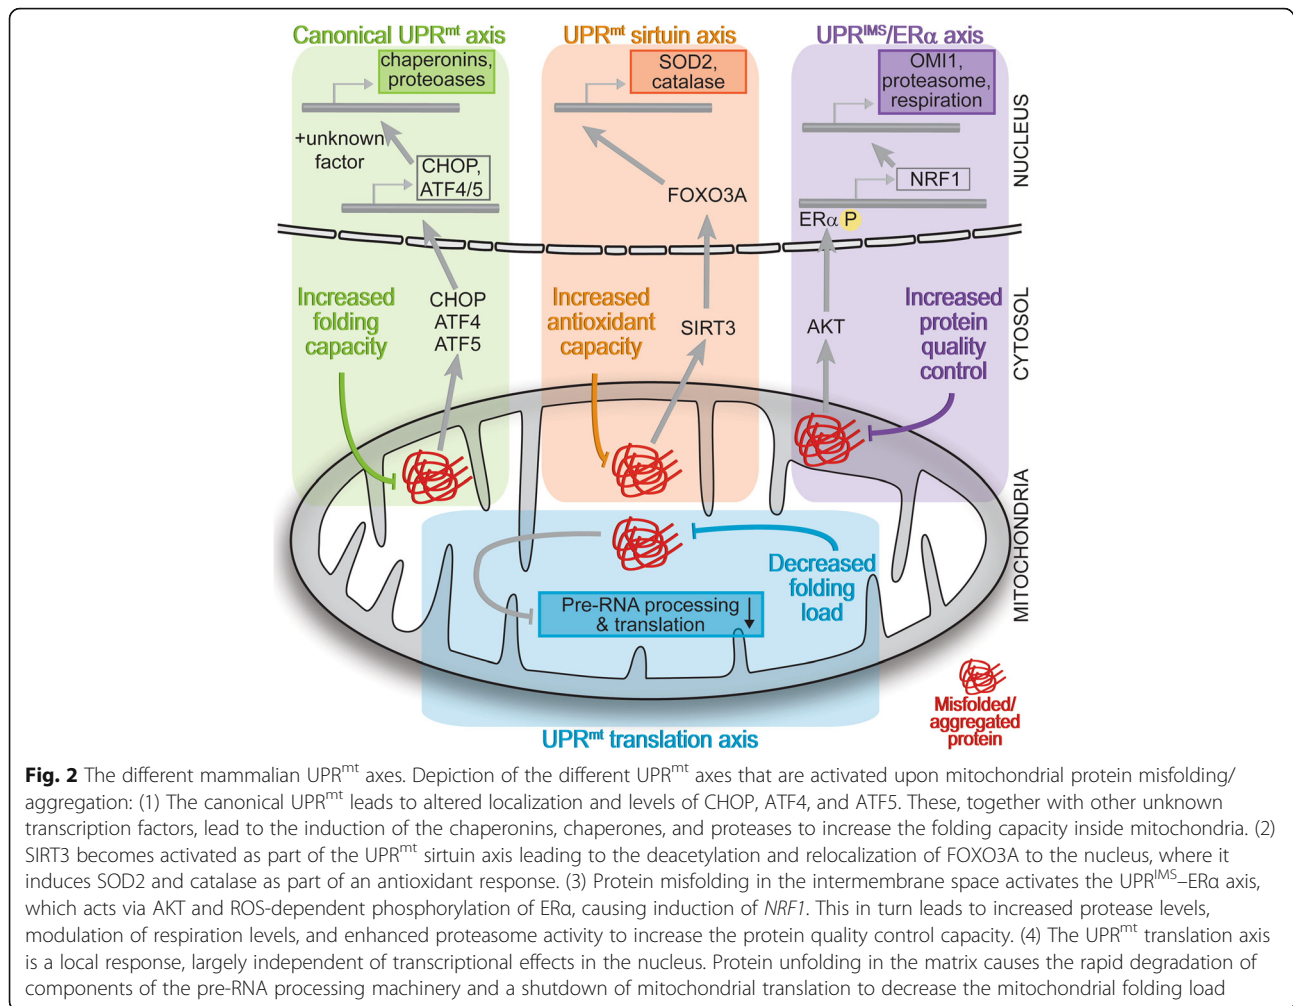 Canonical UPRmt axis
UPRmt sirtuin axis
UPRIMS/ERα axis
chaperonins,
proteoases
SOD2,
catalase
OMI1,
proteasome,
respiration
NUCLEUS
+unknown
factor
CHOP,
ATF4/5
FOXO3A
NRF1
ERα P
Increased
folding
capacity
CHOP
ATF4
ATF5
Increased
antioxidant
capacity
SIRT3
AKT
Increased
protein
quality
control
CYTOSOL
MITOCHONDRIA
Decreased
folding
load
Pre-RNA processing
& translation
UPRmt translation axis
Misfolded/
aggregated
protein
Fig. 2 The different mammalian UPRmt axes. Depiction of the different UPRmt axes that are activated upon mitochondrial protein misfolding/
aggregation: (1) The canonical UPRmt leads to altered localization and levels of CHOP, ATF4, and ATF5. These, together with other unknown
transcription factors, lead to the induction of the chaperonins, chaperones, and proteases to increase the folding capacity inside mitochondria. (2)
SIRT3 becomes activated as part of the UPRmt sirtuin axis leading to the deacetylation and relocalization of FOXO3A to the nucleus, where it
induces SOD2 and catalase as part of an antioxidant response. (3) Protein misfolding in the intermembrane space activates the UPRIMS–ERα axis,
which acts via AKT and ROS-dependent phosphorylation of ERα, causing induction of NRF1. This in turn leads to increased protease levels,
modulation of respiration levels, and enhanced proteasome activity to increase the protein quality control capacity. (4) The UPRmt translation axis
is a local response, largely independent of transcriptional effects in the nucleus. Protein unfolding in the matrix causes the rapid degradation of
components of the pre-RNA processing machinery and a shutdown of mitochondrial translation to decrease the mitochondrial folding load